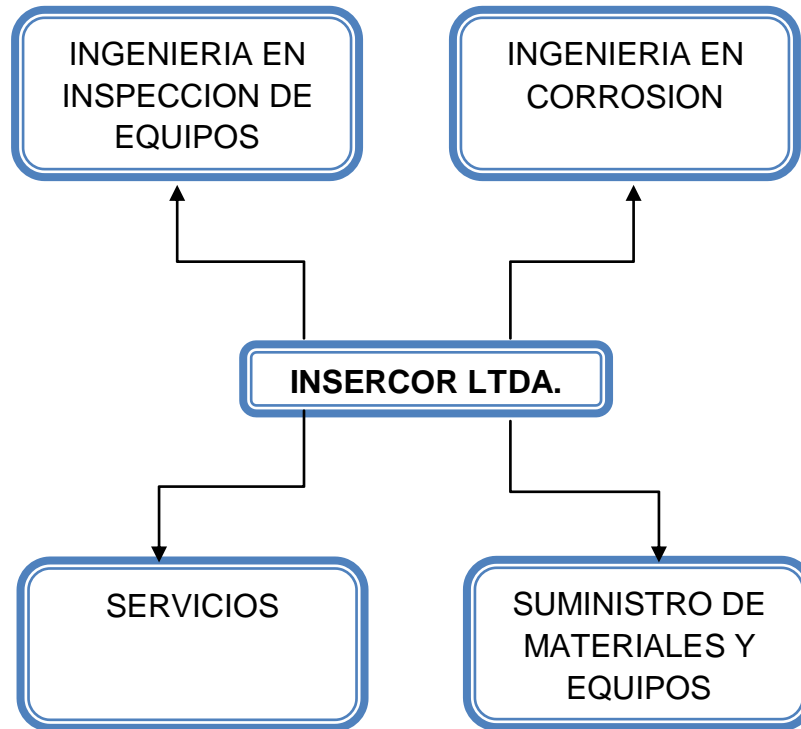 INGENIERIA EN
INSPECCION DE
EQUIPOS
INGENIERIA EN
CORROSION
INSERCOR LTDA.
SERVICIOS
SUMINISTRO DE
MATERIALES Y
EQUIPOS